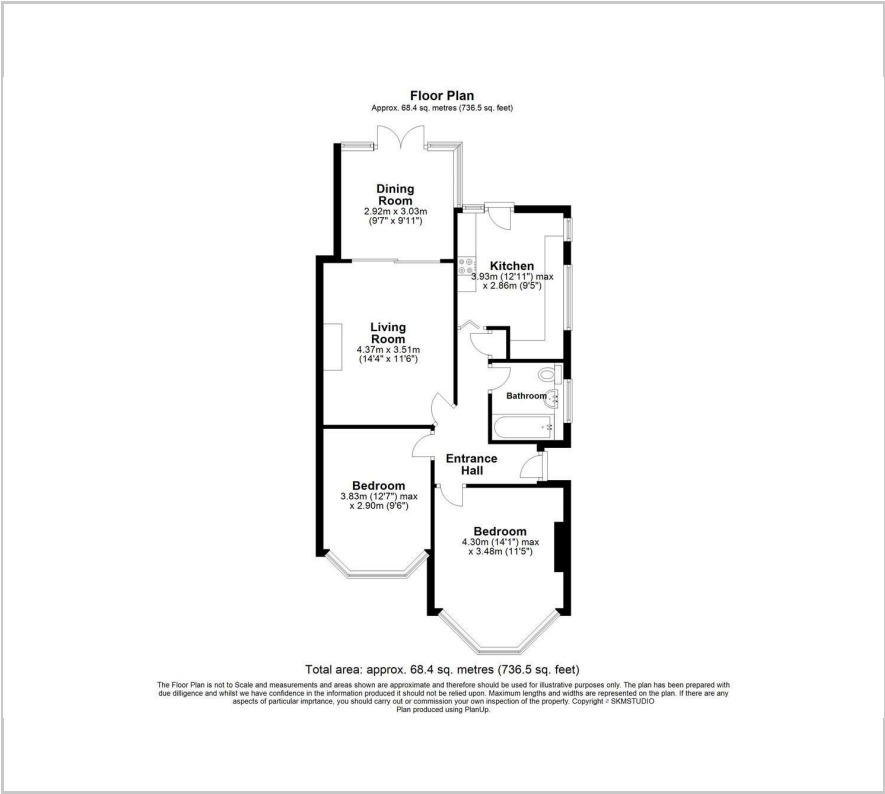 Floor Plan
Approx. 68.4 sq. metres (736.5 sq. feet)
Dining
Room
2.92m x 3.03m
(9'7" x 9'11")
Kitchen
3.93m (12'11") max
x 2.86m (9'5")
Living
Room
4.37m x 3.51m
(14'4" x 11'6")
Bathroom
Entrance
Hall
Bedroom
3.83m (12'7") max
x 2.90m (9'6")
Bedroom
4.30m (14'1") max
x 3.48m (11'5")
Total area: approx. 68.4 sq. metres (736.5 sq. feet)
The Floor Plan is not to Scale and measurements and areas shown are approximate and therefore should be used for illustrative purposes only. The plan has been prepared with
due dilligence and whilst we have confidence in the information produced it should not be relied upon. Maximum lengths and widths are represented on the plan. If there are any
aspects of particular imprtance, you should carry out or commission your own inspection of the property. Copyright SKMSTUDIO
Plan produced using PlanUp.